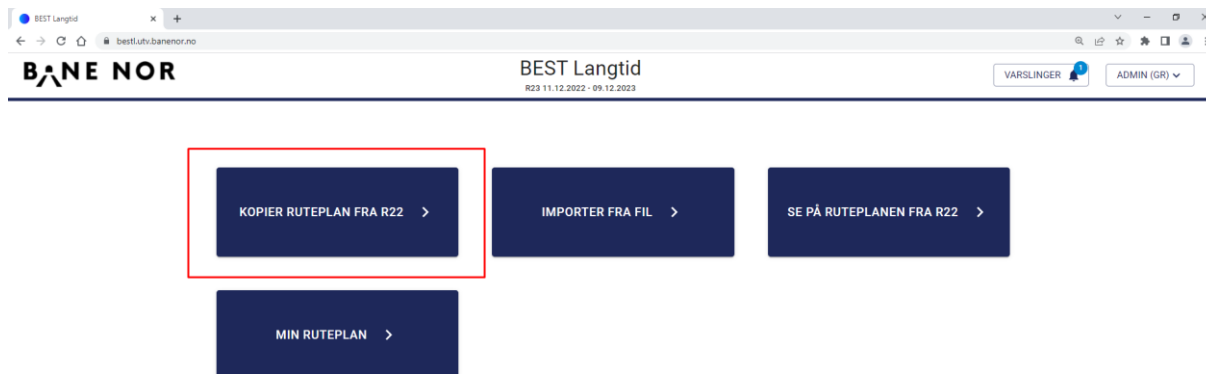 BEST Langtid
bestl.utv.banenor.no
BANE NOR
BEST Langtid
R23 11.12.2022 - 09.12.2023
VARSLINGER 1
ADMIN (GR)
KOPIER RUTEPLAN FRA R22
IMPORTER FRA FIL
SE PÅ RUTEPLANEN FRA R22
MIN RUTEPLAN